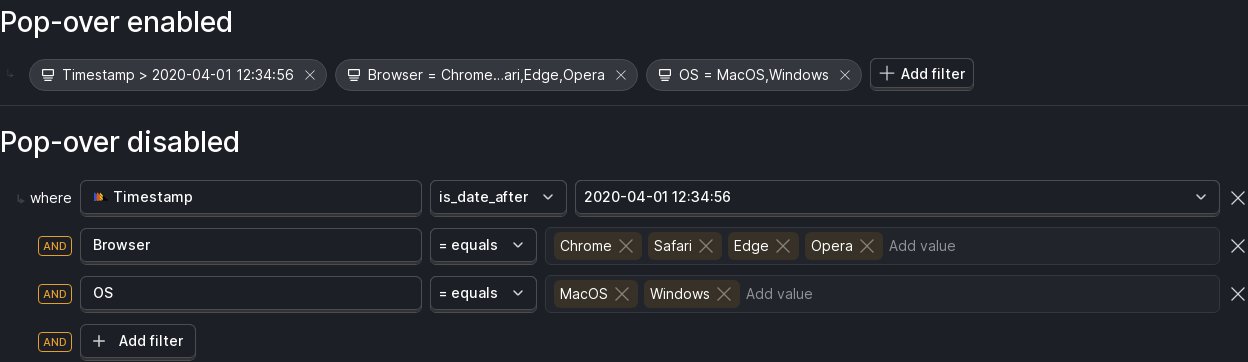 Pop-over enabled
Timestamp > 2020-04-01 12:34:56 Browser = Chrome...ari,Edge,Opera OS = MacOS,Windows Add filter
Pop-over disabled
where Timestamp is_date_after 2020-04-01 12:34:56
AND Browser = equals Chrome Safari Edge Opera Add value
AND OS = equals MacOS Windows Add value
AND + Add filter